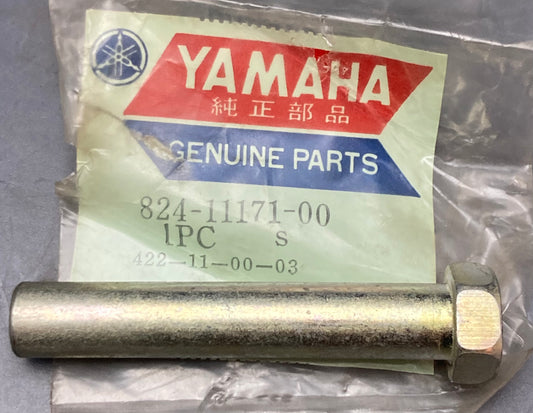 YAMAHA
純正部品
GENUINE PARTS
824-11171-00
1PC S
422-11-00-03